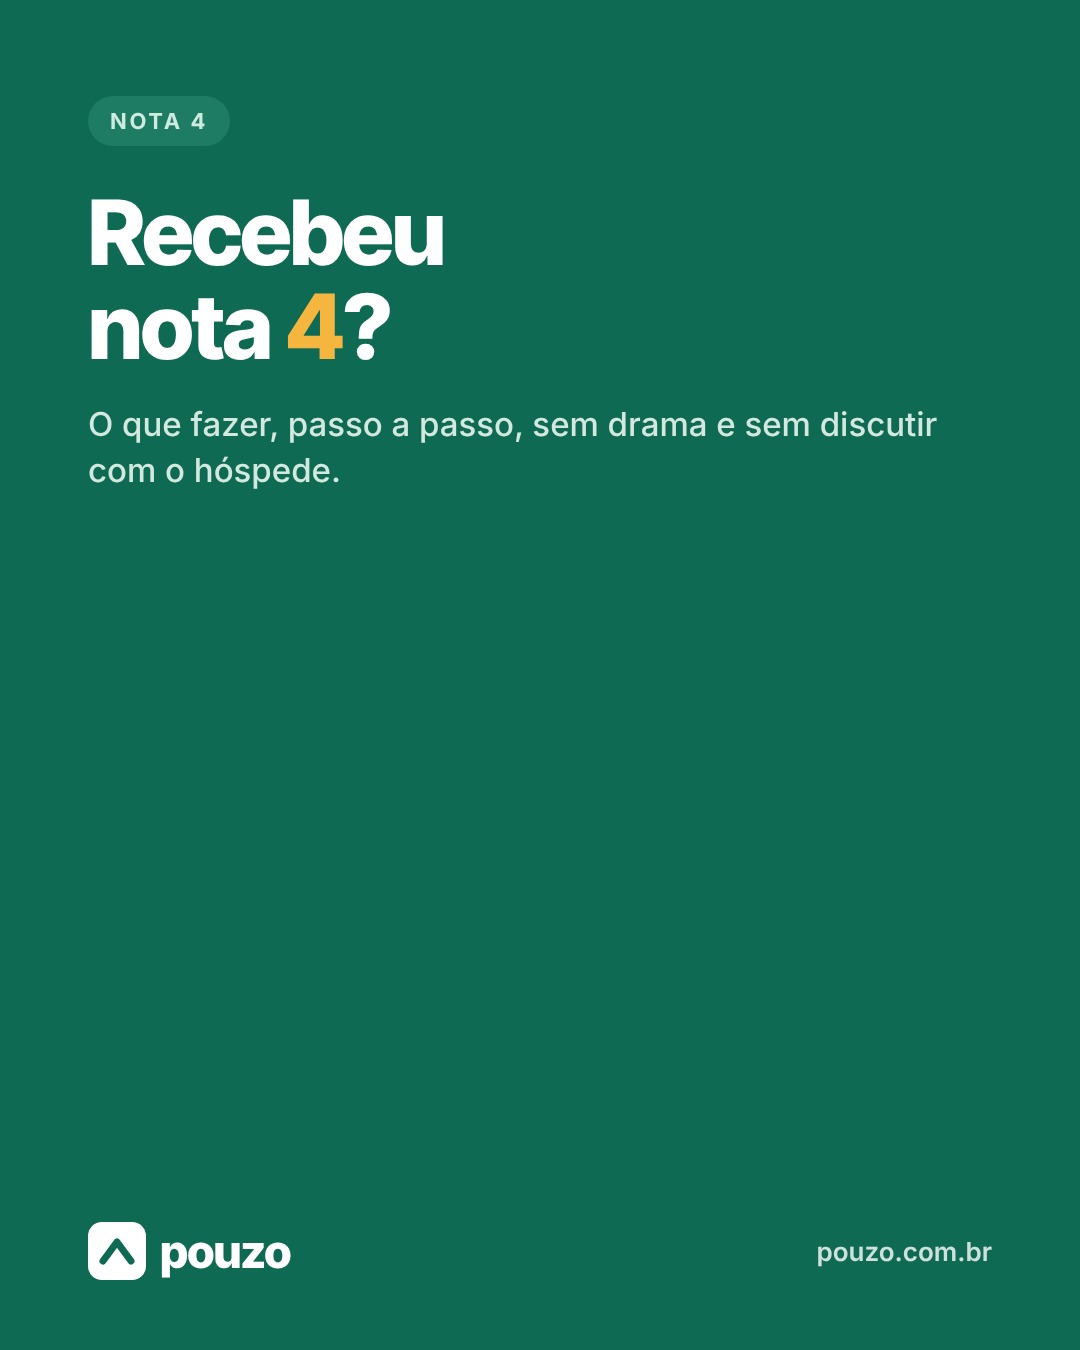 NOTA 4
Recebeu
nota 4?
O que fazer, passo a passo, sem drama e sem discutir
com o hóspede.
pouzo
pouzo.com.br